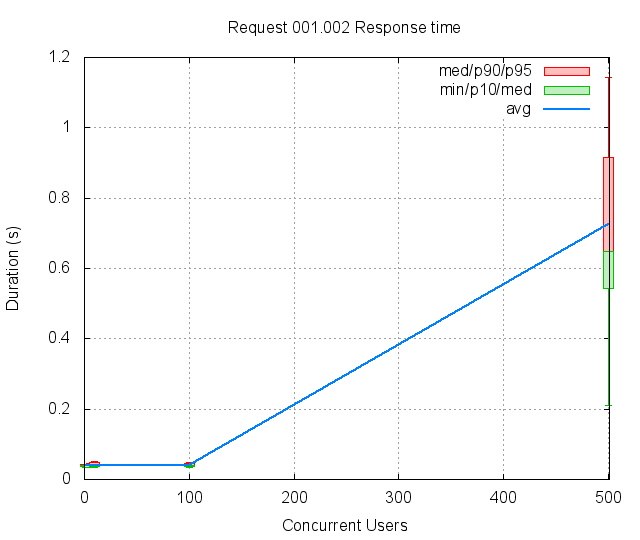 Request 001.002 Response time
1.2
1
0.8
0.6
0.4
0.2
0
Duration (s)
med/p90/p95
min/p10/med
avg
0 100 200 300 400 500
Concurrent Users